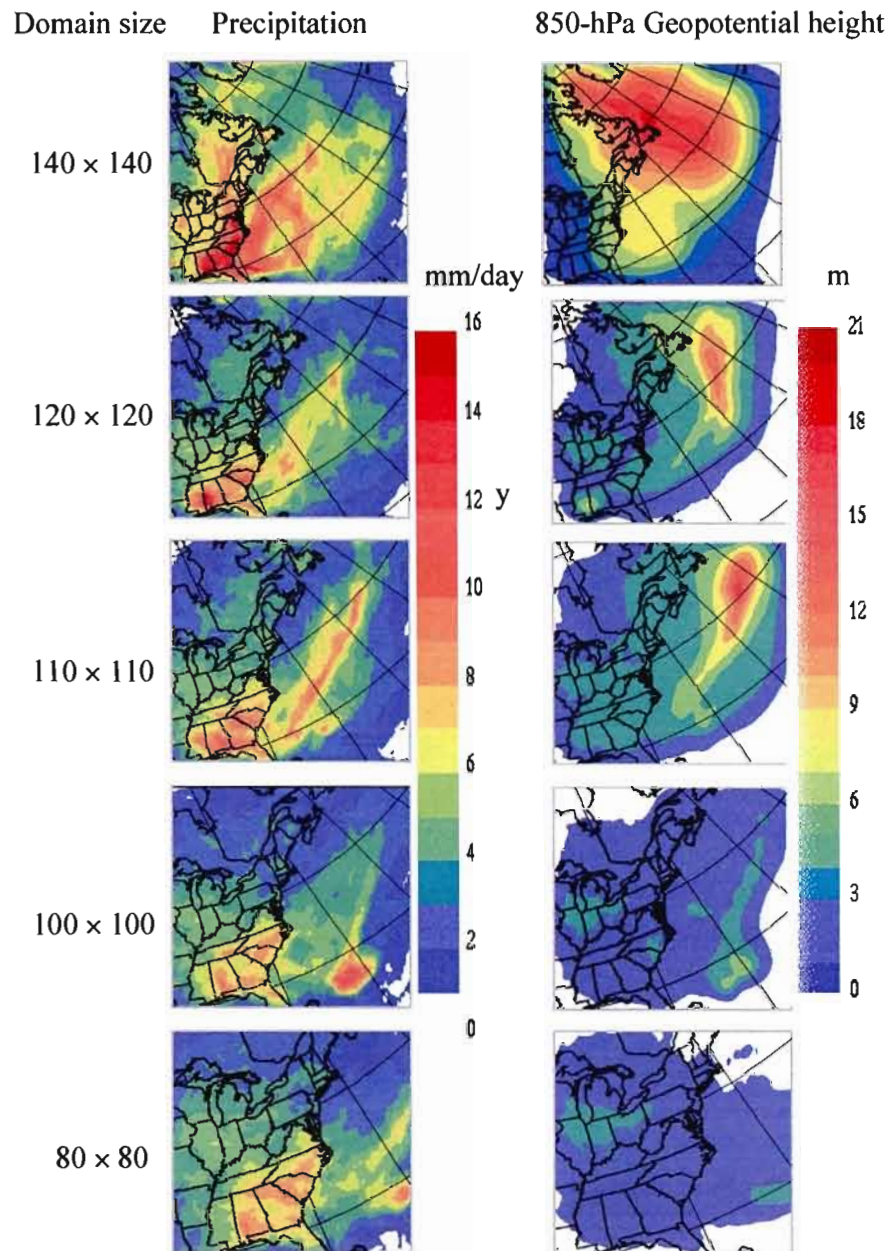 Domain size Precipitation 850-hPa Geopotential height
140 × 140
mm/day m
16 21
14 18
120 × 120
12 y 15
10 12
110 × 110
8 9
6 6
4 3
100 × 100
2 0
0
80 × 80